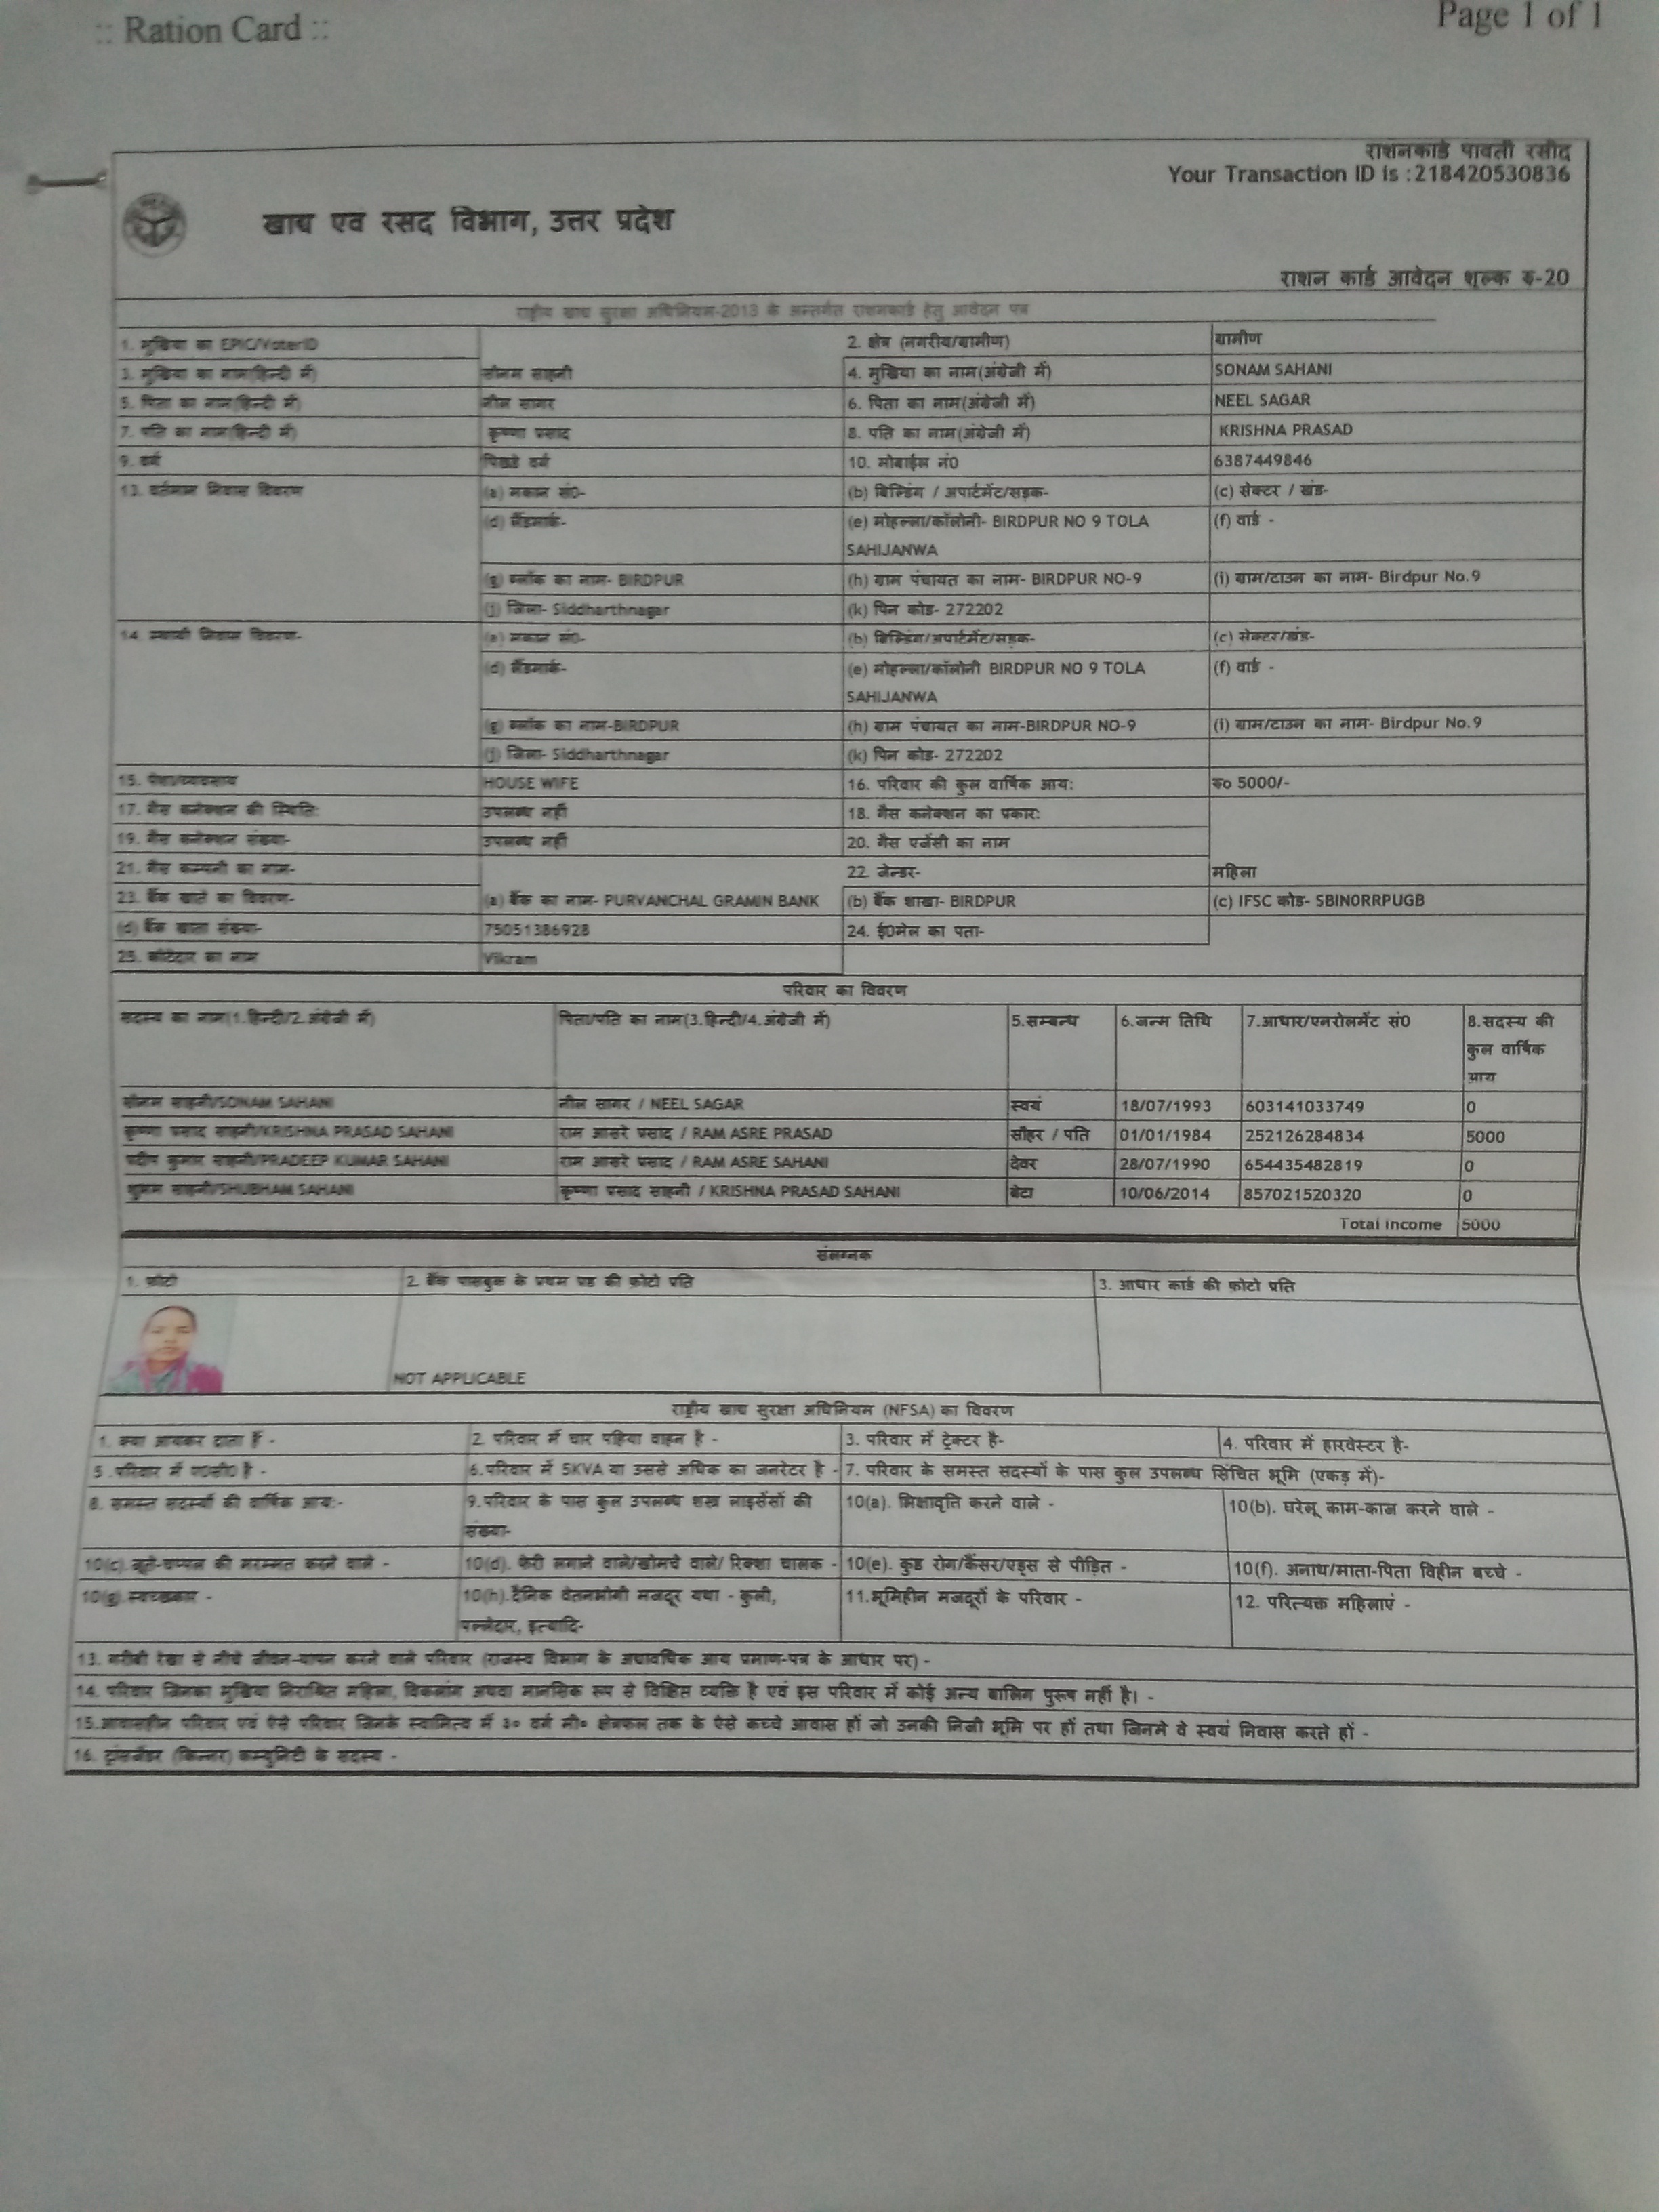 :: Ration Card ::
Page 1 of 1
राशनकार्ड पावती रसीद
Your Transaction ID is :218420530836
खाद्य एवं रसद विभाग, उत्तर प्रदेश
राशन कार्ड आवेदन शुल्क रु-20
राष्ट्रीय खाद्य सुरक्षा अधिनियम-2013 के अन्तर्गत राशनकार्ड हेतु आवेदन पत्र
1. मुखिया का EPIC/VoterID 2. क्षेत्र (नगरीय/ग्रामीण) ग्रामीण
3. मुखिया का नाम(हिन्दी में) सोनम साहनी 4. मुखिया का नाम(अंग्रेजी में) SONAM SAHANI
5. पिता का नाम(हिन्दी में) नील सागर 6. पिता का नाम(अंग्रेजी में) NEEL SAGAR
7. पति का नाम(हिन्दी में) कृष्णा प्रसाद 8. पति का नाम(अंग्रेजी में) KRISHNA PRASAD
9. वर्ग पिछडे वर्ग 10. मोबाईल नं0 6387449846
13. वर्तमान निवास विवरण (a) मकान सं0- (b) बिल्डिंग / अपार्टमेंट/सड़क- (c) सेक्टर / खंड-
(d) लैंडमार्क- (e) मोहल्ला/कॉलोनी- BIRDPUR NO 9 TOLA (f) वार्ड -
SAHIJANWA
(g) ब्लॉक का नाम- BIRDPUR (h) ग्राम पंचायत का नाम- BIRDPUR NO-9 (i) ग्राम/टाउन का नाम- Birdpur No.9
(j) जिला- Siddharthnagar (k) पिन कोड- 272202
14. स्थायी निवास विवरण- (a) मकान सं0- (b) बिल्डिंग/अपार्टमेंट/सड़क- (c) सेक्टर/खंड-
(d) लैंडमार्क- (e) मोहल्ला/कॉलोनी BIRDPUR NO 9 TOLA (f) वार्ड -
SAHIJANWA
(g) ब्लॉक का नाम-BIRDPUR (h) ग्राम पंचायत का नाम-BIRDPUR NO-9 (i) ग्राम/टाउन का नाम- Birdpur No.9
(j) जिला- Siddharthnagar (k) पिन कोड- 272202
15. पेशा/व्यवसाय HOUSE WIFE 16. परिवार की कुल वार्षिक आय: रू0 5000/-
17. गैस कनेक्शन की स्थिति: उपलब्ध नहीं 18. गैस कनेक्शन का प्रकार:
19. गैस कनेक्शन संख्या- उपलब्ध नहीं 20. गैस एजेंसी का नाम
21. गैस कम्पनी का नाम- 22. जेन्डर- महिला
23. बैंक खाते का विवरण- (a) बैंक का नाम- PURVANCHAL GRAMIN BANK (b) बैंक शाखा- BIRDPUR (c) IFSC कोड- SBIN0RRPUGB
(d) बैंक खाता संख्या- 75051386928 24. ई0मेल का पता-
25. कोटेदार का नाम Vikram
परिवार का विवरण
सदस्य का नाम(1.हिन्दी/2.अंग्रेजी में) पिता/पति का नाम(3.हिन्दी/4.अंग्रेजी में) 5.सम्बन्ध 6.जन्म तिथि 7.आधार/एनरोलमेंट सं0 8.सदस्य की
कुल वार्षिक
आय
सोनम साहनी/SONAM SAHANI नील सागर / NEEL SAGAR स्वयं 18/07/1993 603141033749 0
कृष्णा प्रसाद साहनी/KRISHNA PRASAD SAHANI राम आसरे प्रसाद / RAM ASRE PRASAD सौहर / पति 01/01/1984 252126284834 5000
प्रदीप कुमार साहनी/PRADEEP KUMAR SAHANI राम आसरे प्रसाद / RAM ASRE SAHANI देवर 28/07/1990 654435482819 0
शुभम साहनी/SHUBHAM SAHANI कृष्णा प्रसाद साहनी / KRISHNA PRASAD SAHANI बेटा 10/06/2014 857021520320 0
Total income 5000
संलग्नक
1. फ़ोटो 2. बैंक पासबुक के प्रथम पृष्ठ की फ़ोटो प्रति 3. आधार कार्ड की फ़ोटो प्रति
NOT APPLICABLE
राष्ट्रीय खाद्य सुरक्षा अधिनियम (NFSA) का विवरण
1. क्या आयकर दाता हैं - 2. परिवार में चार पहिया वाहन है - 3. परिवार में ट्रेक्टर है- 4. परिवार में हारवेस्टर है-
5 .परिवार में ए0सी0 है - 6.परिवार में 5KVA या उससे अधिक का जनरेटर है - 7. परिवार के समस्त सदस्यों के पास कुल उपलब्ध सिंचित भूमि (एकड़ में)-
8. समस्त सदस्यों की वार्षिक आय:- 9.परिवार के पास कुल उपलब्ध शस्त्र लाइसेंसों की 10(a). भिक्षावृति करने वाले - 10(b). घरेलू काम-काज करने वाले -
संख्या-
10(c).जूते-चप्पल की मरम्मत करने वाले - 10(d). फेरी लगाने वाले/खोमचे वाले/ रिक्शा चालक - 10(e). कुष्ठ रोग/कैंसर/एड्स से पीड़ित - 10(f). अनाथ/माता-पिता विहीन बच्चे -
10(g).स्वच्छकार - 10(h).दैनिक वेतनभोगी मजदूर यथा - कुली, 11.भूमिहीन मजदूरों के परिवार - 12. परित्यक्त महिलाएं -
पल्लेदार, इत्यादि-
13. गरीबी रेखा से नीचे जीवन-यापन करने वाले परिवार (राजस्व विभाग के अद्यावधिक आय प्रमाण-पत्र के आधार पर) -
14. परिवार जिनका मुखिया निराश्रित महिला, विकलांग अथवा मानसिक रूप से विक्षिप्त व्यक्ति है एवं इस परिवार में कोई अन्य बालिग पुरूष नहीं है। -
15.आवासहीन परिवार एवं ऐसे परिवार जिनके स्वामित्व में ३० वर्ग मी० क्षेत्रफल तक के ऐसे कच्चे आवास हों जो उनकी निजी भूमि पर हों तथा जिनमे वे स्वयं निवास करते हों -
16. ट्रांसजेंडर (किन्नर) कम्युनिटी के सदस्य -